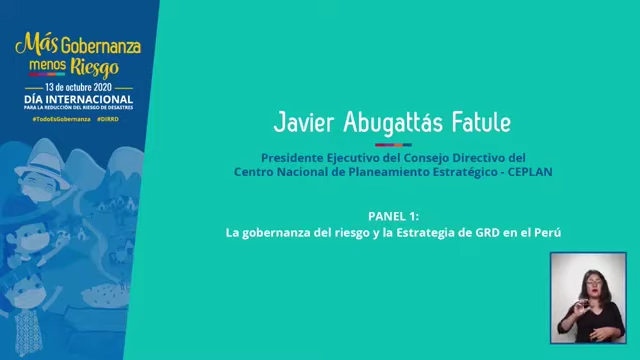 Más Gobernanza
menos Riesgo
13 de octubre 2020
DÍA INTERNACIONAL
PARA LA REDUCCIÓN DEL RIESGO DE DESASTRES
#TodoEsGobernanza #DIRRD
Javier Abugattás Fatule
Presidente Ejecutivo del Consejo Directivo del
Centro Nacional de Planeamiento Estratégico - CEPLAN
PANEL 1:
La gobernanza del riesgo y la Estrategia de GRD en el Perú